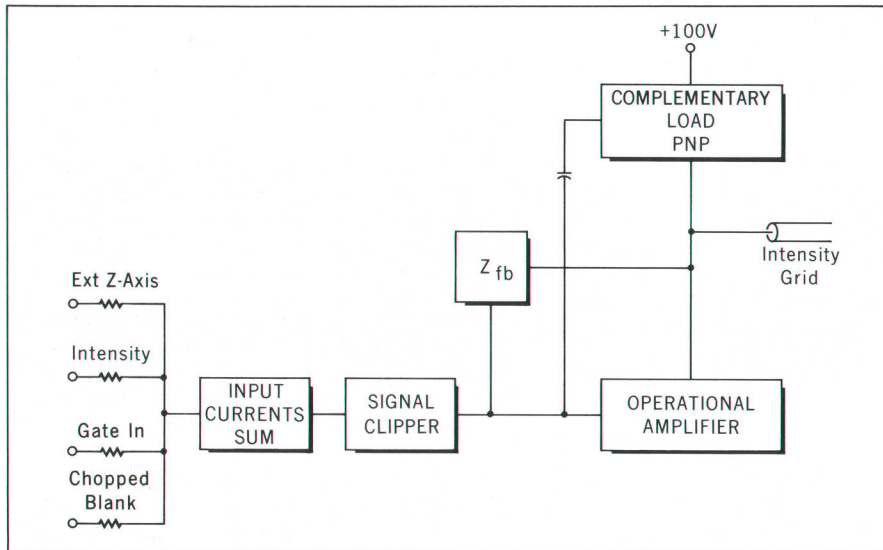 +100V
COMPLEMENTARY
LOAD
PNP
Intensity
Grid
Z fb
Ext Z-Axis
Intensity
Gate In
Chopped
Blank
INPUT
CURRENTS
SUM
SIGNAL
CLIPPER
OPERATIONAL
AMPLIFIER